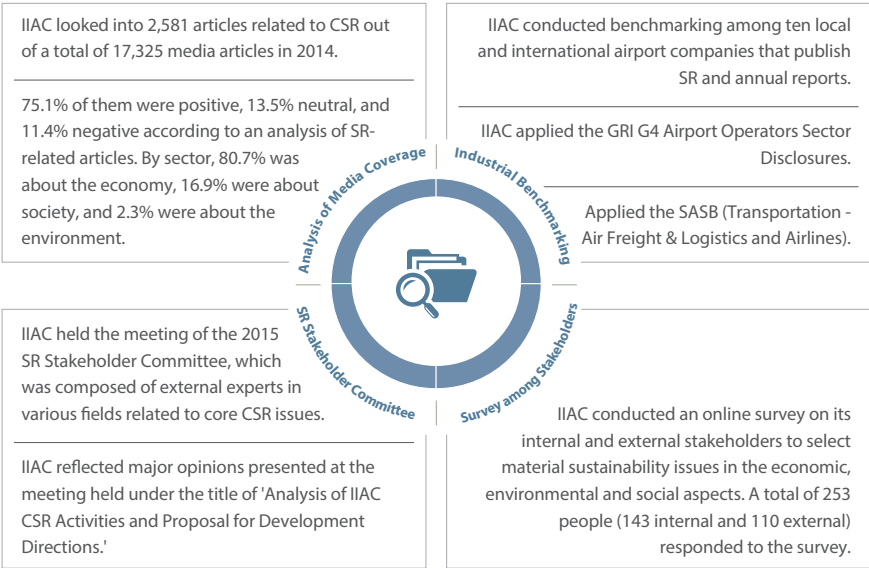 IIAC looked into 2,581 articles related to CSR out
of a total of 17,325 media articles in 2014.
75.1% of them were positive, 13.5% neutral, and
11.4% negative according to an analysis of SR-
related articles. By sector, 80.7% was
about the economy, 16.9% were about
society, and 2.3% were about the
environment.
Analysis of Media Coverage
IIAC conducted benchmarking among ten local
and international airport companies that publish
SR and annual reports.
IIAC applied the GRI G4 Airport Operators Sector
Disclosures.
Applied the SASB (Transportation -
Air Freight & Logistics and Airlines).
Industrial Benchmarking
IIAC held the meeting of the 2015
SR Stakeholder Committee, which
was composed of external experts in
various fields related to core CSR issues.
IIAC reflected major opinions presented at the
meeting held under the title of 'Analysis of IIAC
CSR Activities and Proposal for Development
Directions.'
SR Stakeholder Committee
Survey among Stakeholders
IIAC conducted an online survey on its
internal and external stakeholders to select
material sustainability issues in the economic,
environmental and social aspects. A total of 253
people (143 internal and 110 external)
responded to the survey.